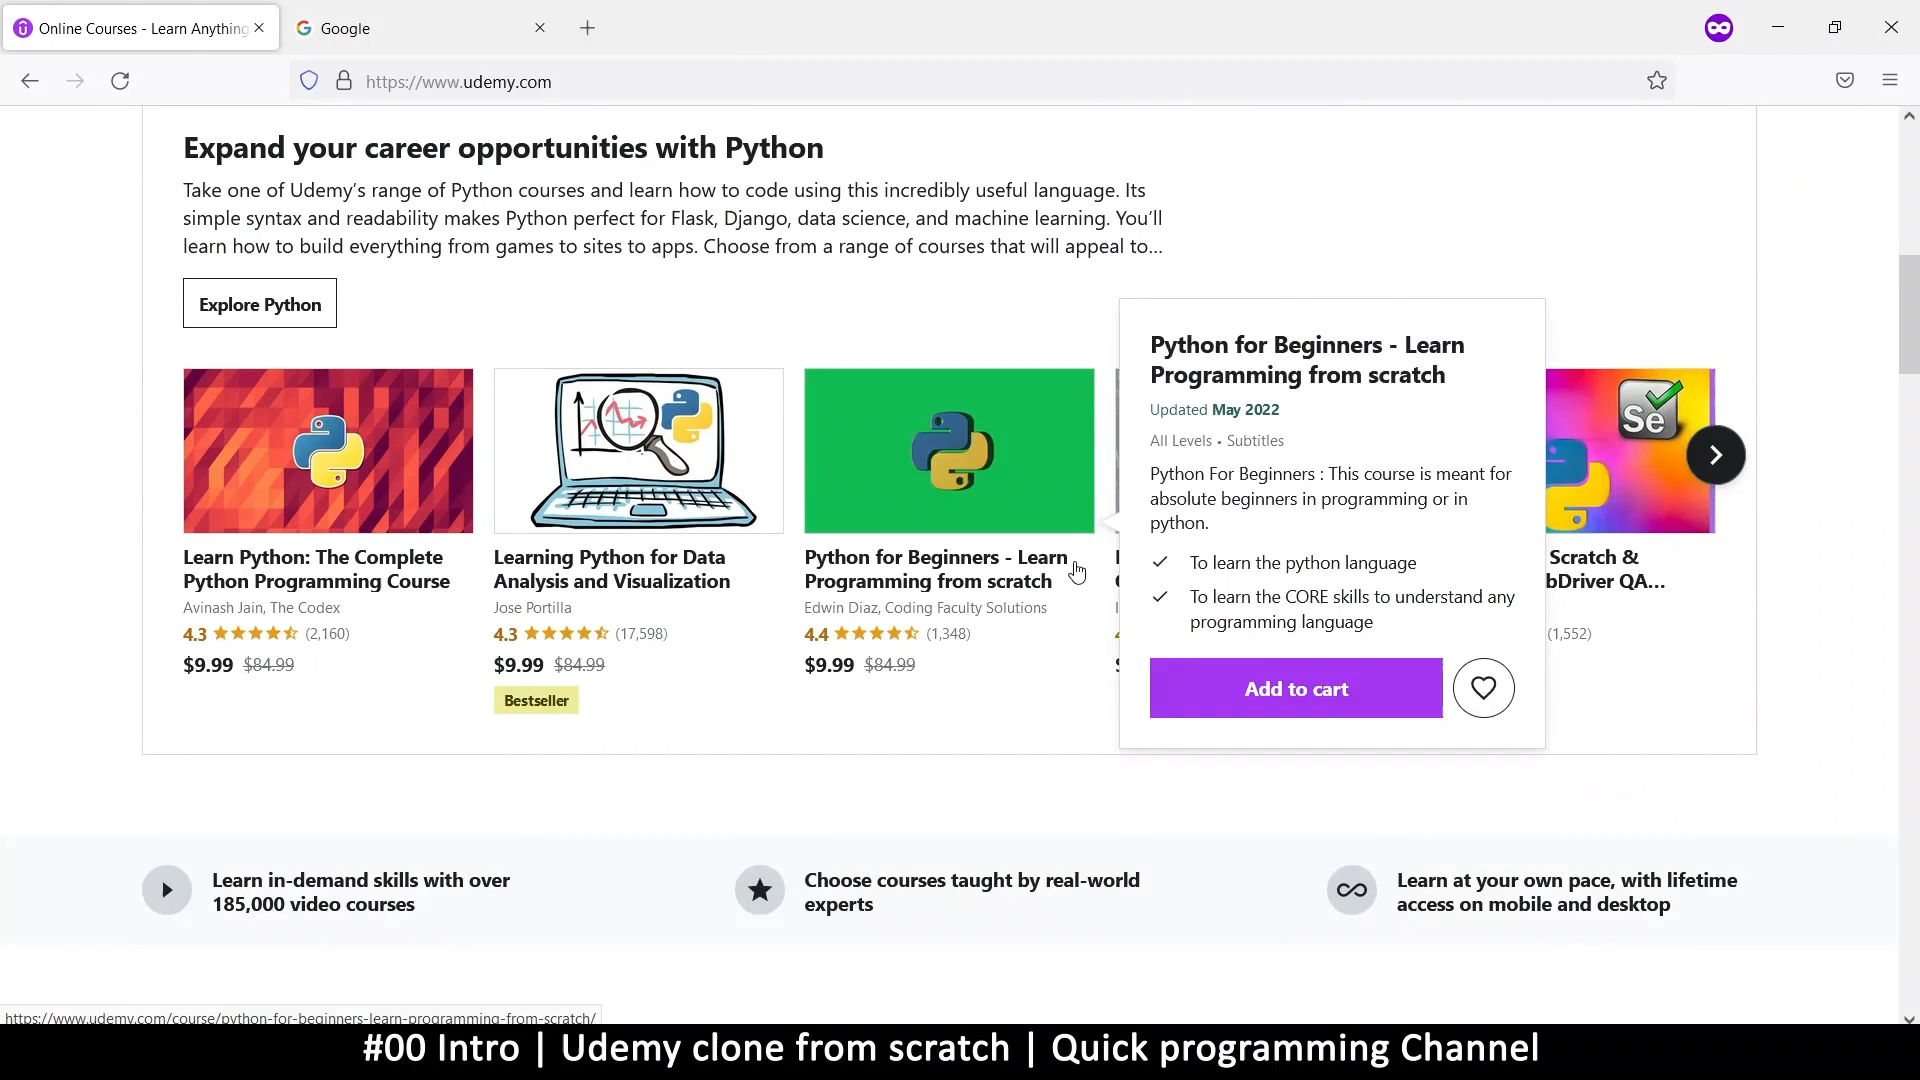 Online Courses - Learn Anything
Google
https://www.udemy.com
Expand your career opportunities with Python
Take one of Udemy's range of Python courses and learn how to code using this incredibly useful language. Its
simple syntax and readability makes Python perfect for Flask, Django, data science, and machine learning. You'll
learn how to build everything from games to sites to apps. Choose from a range of courses that will appeal to...
Explore Python
Learn Python: The Complete
Python Programming Course
Avinash Jain, The Codex
4.3 (2,160)
$9.99 $84.99
Learning Python for Data
Analysis and Visualization
Jose Portilla
4.3 (17,598)
$9.99 $84.99
Bestseller
Python for Beginners - Learn
Programming from scratch
Edwin Diaz, Coding Faculty Solutions
4.4 (1,348)
$9.99 $84.99
Python for Beginners - Learn
Programming from scratch
Updated May 2022
All Levels • Subtitles
Python For Beginners : This course is meant for
absolute beginners in programming or in
python.
To learn the python language
To learn the CORE skills to understand any
programming language
Add to cart
Se
Scratch &
bDriver QA...
(1,552)
Learn in-demand skills with over
185,000 video courses
Choose courses taught by real-world
experts
Learn at your own pace, with lifetime
access on mobile and desktop
https://www.udemy.com/course/python-for-beginners-learn-programming-from-scratch/
#00 Intro | Udemy clone from scratch | Quick programming Channel